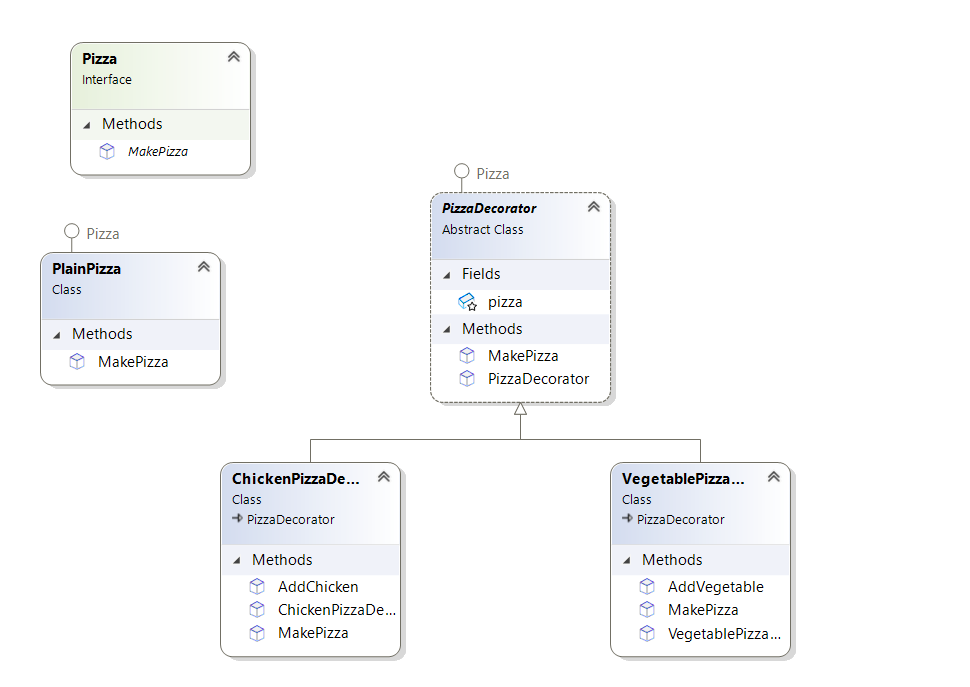 Pizza
Interface
Methods
MakePizza
Pizza
PlainPizza
Class
Methods
MakePizza
Pizza
PizzaDecorator
Abstract Class
Fields
pizza
Methods
MakePizza
PizzaDecorator
ChickenPizzaDe...
Class
PizzaDecorator
Methods
AddChicken
ChickenPizzaDe...
MakePizza
VegetablePizza...
Class
PizzaDecorator
Methods
AddVegetable
MakePizza
VegetablePizza...